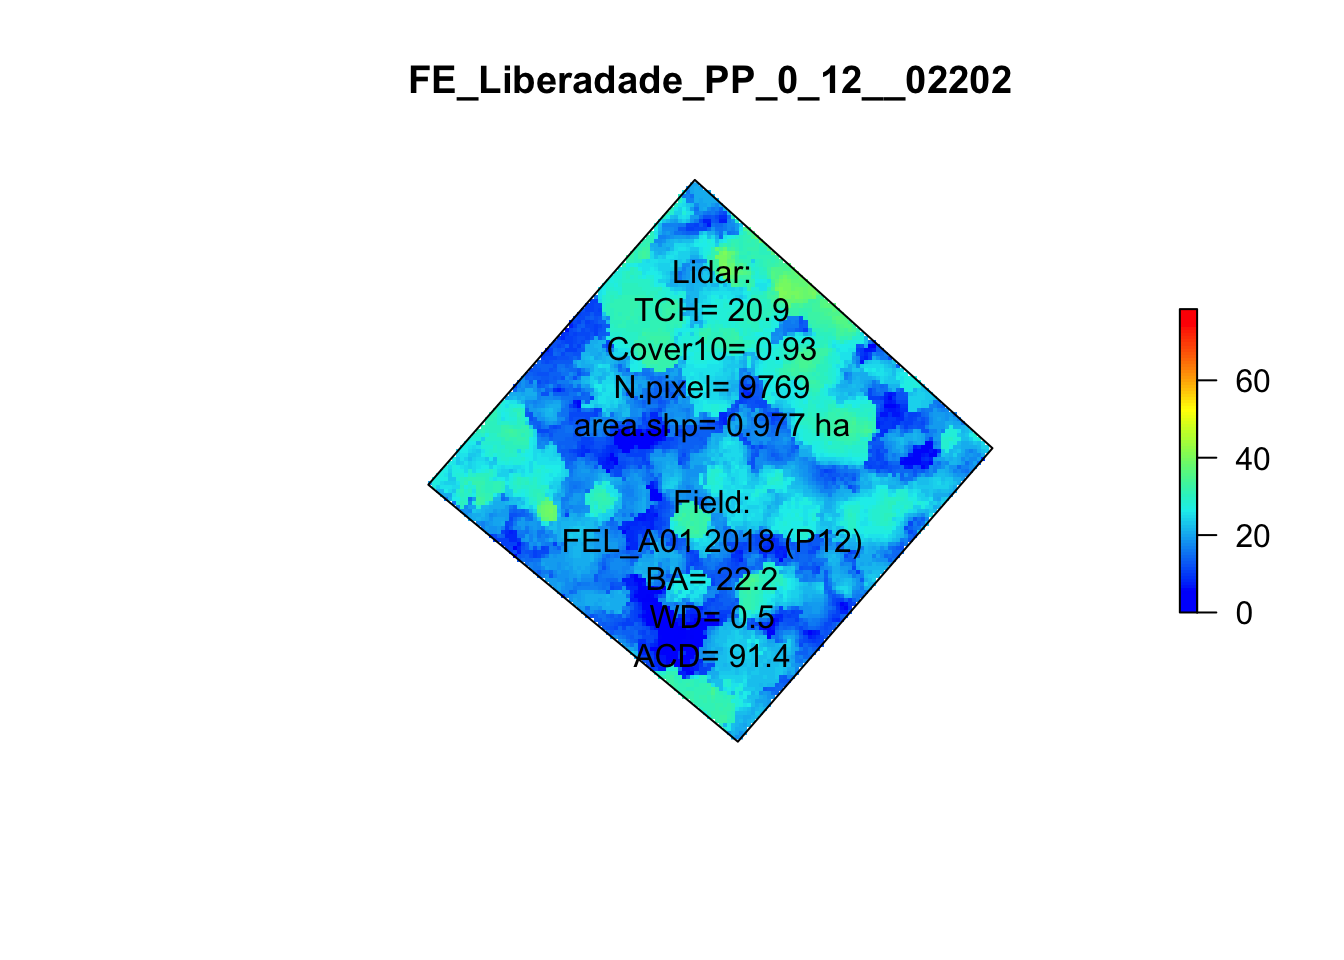 FE_Liberadade_PP_0_12__02202
Lidar:
TCH= 20.9
Cover10= 0.93
N.pixel= 9769
area.shp= 0.977 ha
Field:
FEL_A01 2018 (P12)
BA= 22.2
WD= 0.5
ACD= 91.4
60
40
20
0